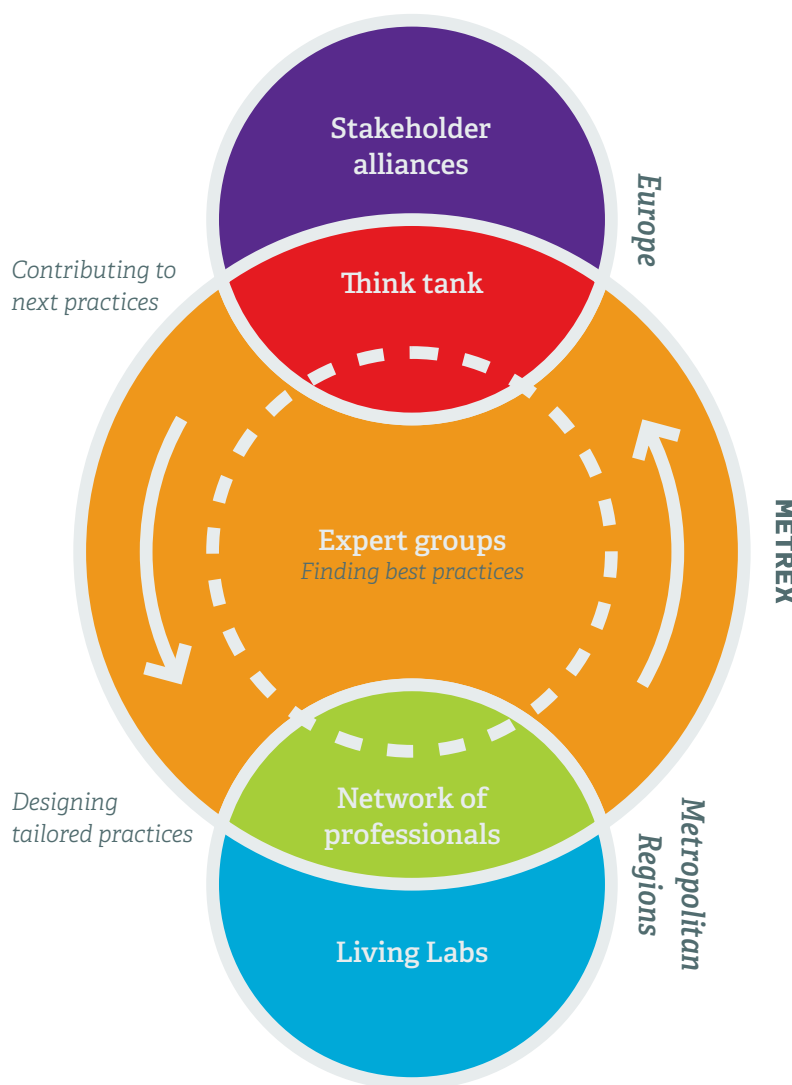 Stakeholder
alliances
Europe
Contributing to
next practices
Think tank
Expert groups
Finding best practices
METREX
Designing
tailored practices
Network of
professionals
Metropolitan
Regions
Living Labs